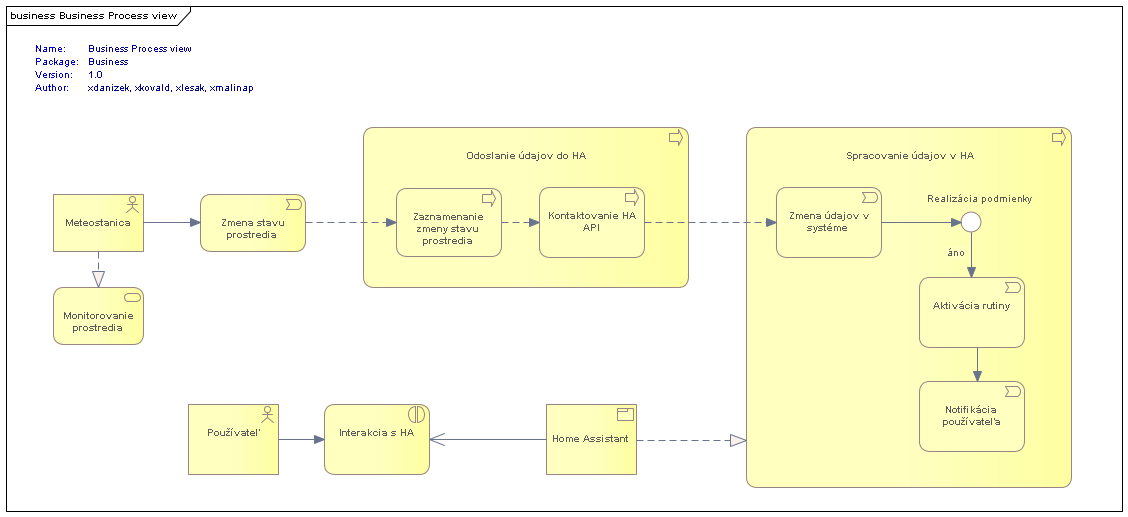 business Business Process view
Name: Business Process view
Package: Business
Version: 1.0
Author: xdanizek, xkovald, xlesak, xmalinap
Odoslanie údajov do HA
Spracovanie údajov v HA
Meteostanica
Zmena stavu
prostredia
Zaznamenanie
zmeny stavu
prostredia
Kontaktovanie HA
API
Zmena údajov v
systéme
Realizácia podmienky
áno
Monitorovanie
prostredia
Aktivácia rutiny
Notifikácia
používateľa
Používateľ
Interakcia s HA
Home Assistant